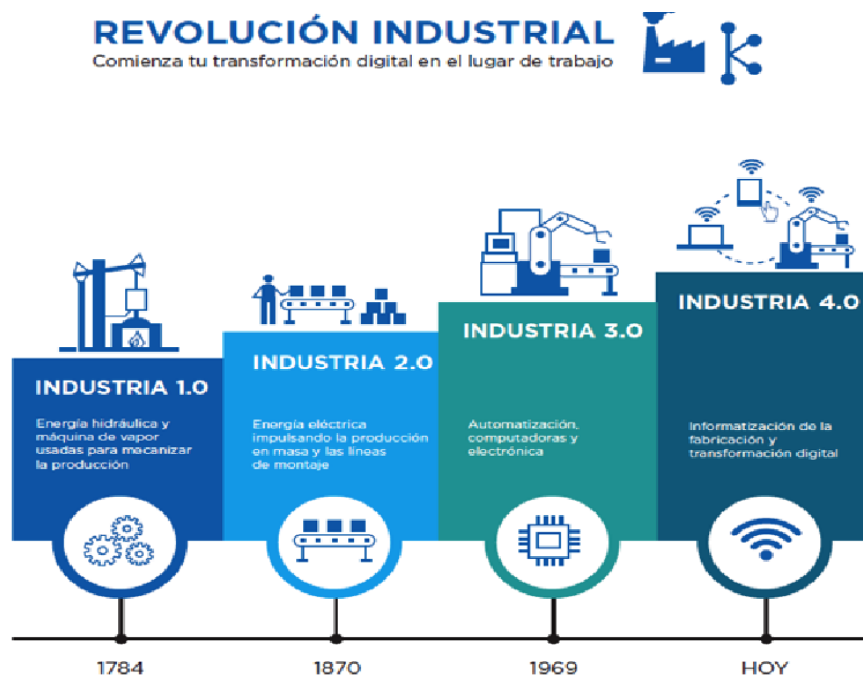 REVOLUCIÓN INDUSTRIAL
Comienza tu transformación digital en el lugar de trabajo
INDUSTRIA 1.0
Energía hidráulica y
máquina de vapor
usadas para mecanizar
la producción
1784
INDUSTRIA 2.0
Energía eléctrica
impulsando la producción
en masa y las líneas
de montaje
1870
INDUSTRIA 3.0
Automatización,
computadoras y
electrónica
1969
INDUSTRIA 4.0
Informatización de la
fabricación y
transformación digital
HOY